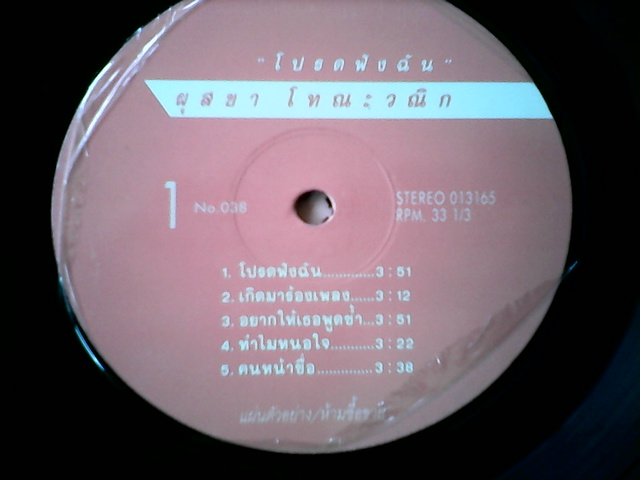 "โปรดฟังฉัน"
ผุสชา โทณะวณิก
1 No.038
STEREO 013165
RPM. 33 1/3
1. โปรดฟังฉัน............3:51
2. เกิดมาร้องเพลง......3:12
3. อยากให้เธอพูดซ้ำ...3:51
4. ทำไมหนอใจ...........3:22
5. คนหน้าซื่อ..............3:38
แผ่นตัวอย่าง/ห้ามซื้อขาย